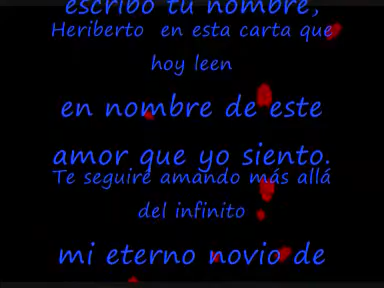 escribo tu nombre,
Heriberto en esta carta que
hoy leen
en nombre de este
amor que yo siento.
Te seguiré amando más allá
del infinito
mi eterno novio de